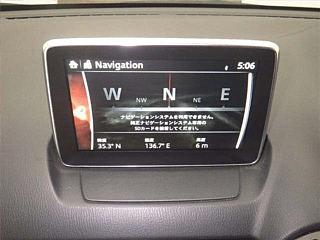 Navigation
5:06
W NW N NE E
ナビゲーションシステムを利用できません。
純正ナビゲーションシステム専用の
SDカードを挿入してください。
緯度 経度 高度
35.3° N 136.7° E 6 m